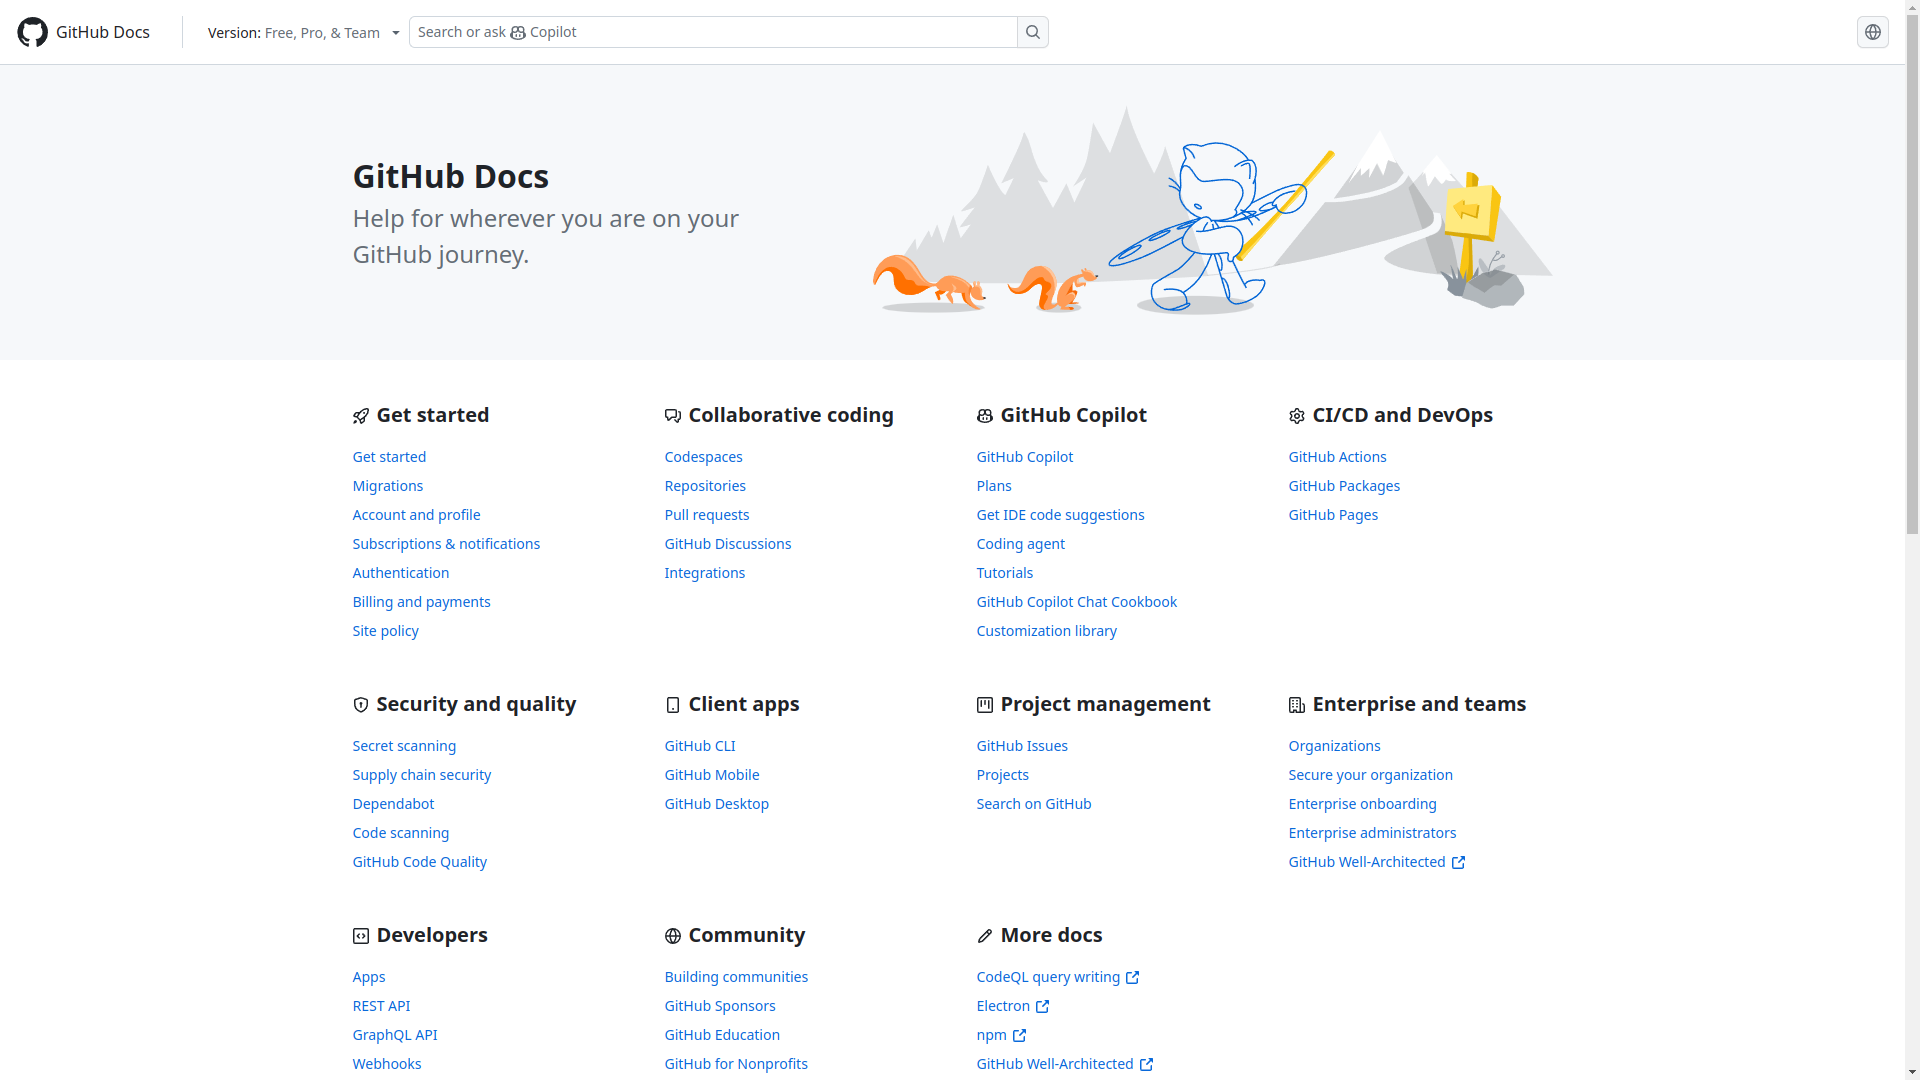 GitHub Docs
Version: Free, Pro, & Team
Search or ask Copilot
GitHub Docs
Help for wherever you are on your
GitHub journey.
Get started
Get started
Migrations
Account and profile
Subscriptions & notifications
Authentication
Billing and payments
Site policy
Collaborative coding
Codespaces
Repositories
Pull requests
GitHub Discussions
Integrations
GitHub Copilot
GitHub Copilot
Plans
Get IDE code suggestions
Coding agent
Tutorials
GitHub Copilot Chat Cookbook
Customization library
CI/CD and DevOps
GitHub Actions
GitHub Packages
GitHub Pages
Security and quality
Secret scanning
Supply chain security
Dependabot
Code scanning
GitHub Code Quality
Client apps
GitHub CLI
GitHub Mobile
GitHub Desktop
Project management
GitHub Issues
Projects
Search on GitHub
Enterprise and teams
Organizations
Secure your organization
Enterprise onboarding
Enterprise administrators
GitHub Well-Architected
Developers
Apps
REST API
GraphQL API
Webhooks
Community
Building communities
GitHub Sponsors
GitHub Education
GitHub for Nonprofits
More docs
CodeQL query writing
Electron
npm
GitHub Well-Architected